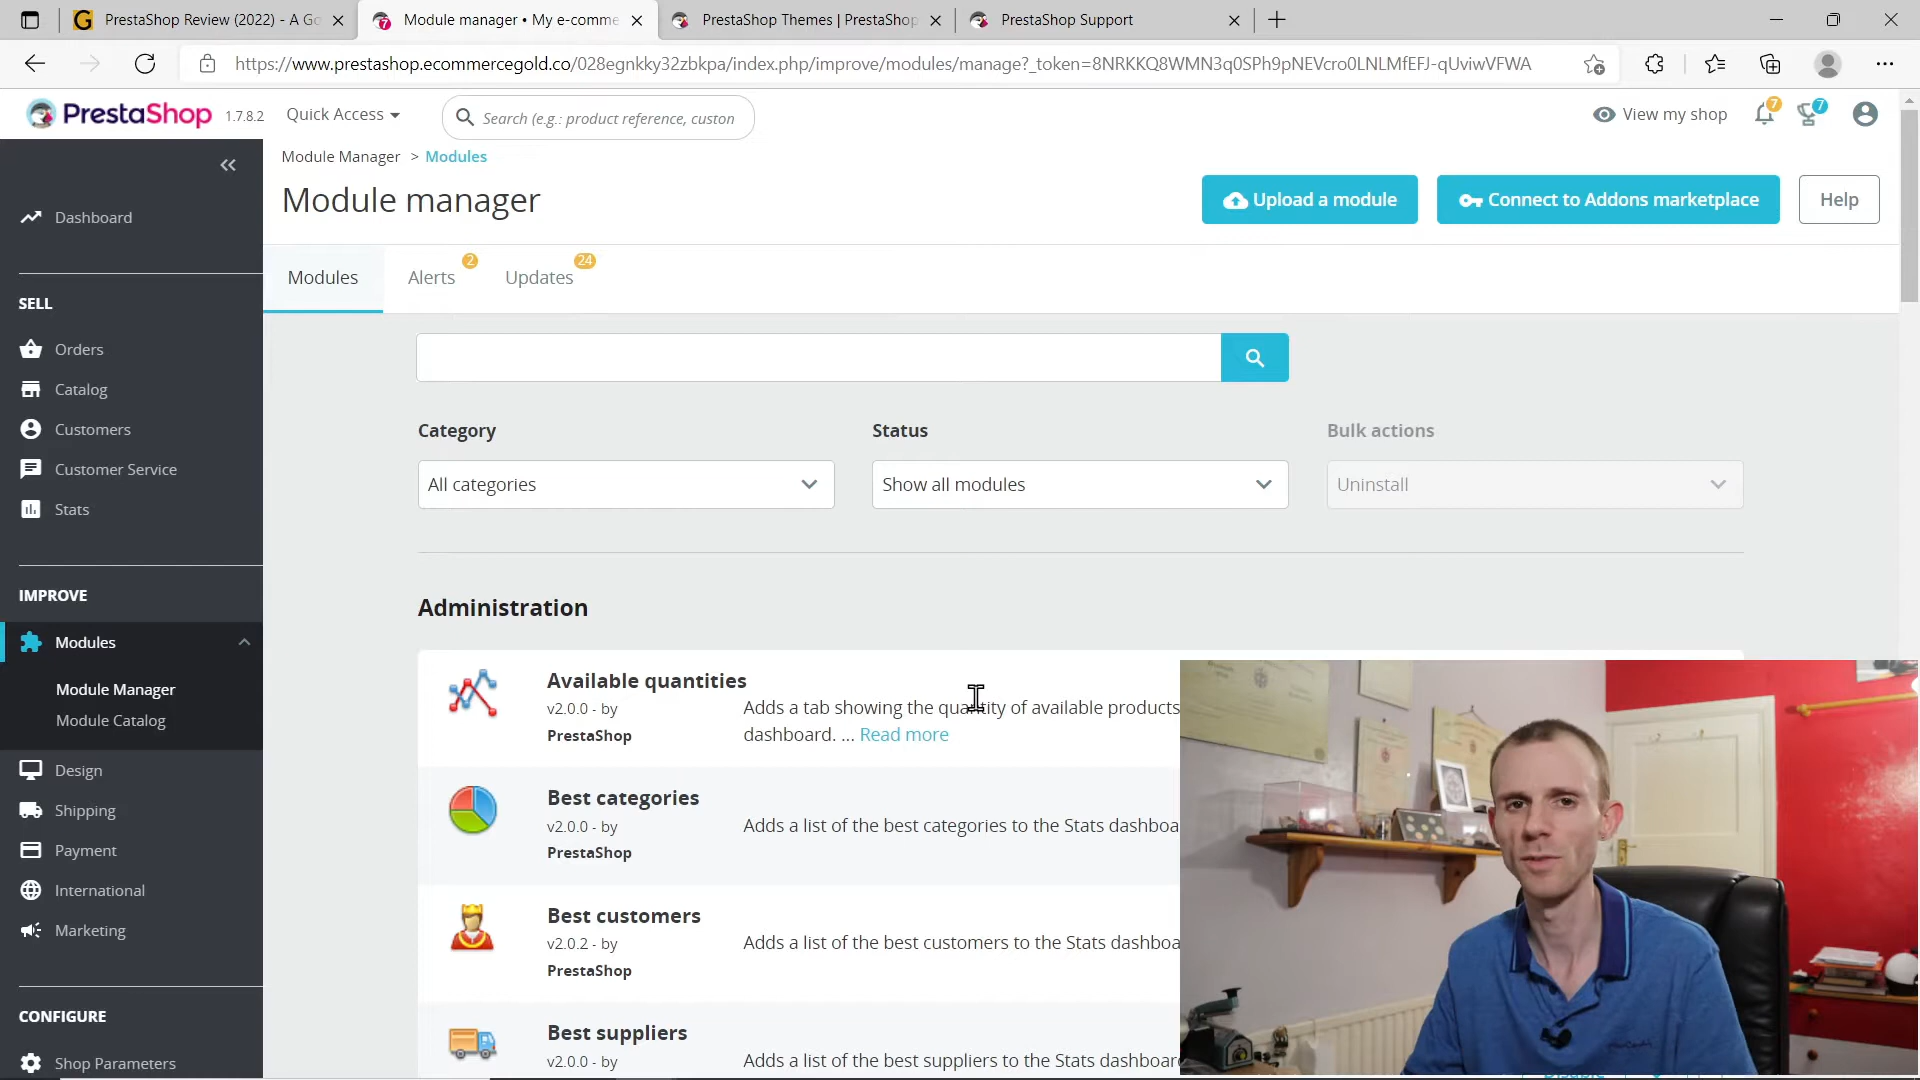 PrestaShop Review (2022) - A Go
Module manager • My e-comme
PrestaShop Themes | PrestaShop
PrestaShop Support
https://www.prestashop.ecommercegold.co/028egnkky32zbkpa/index.php/improve/modules/manage?_token=8NRKKQ8WMN3q0SPh9pNEVcro0LNLMfEFJ-qUviwVFWA
PrestaShop 1.7.8.2
Quick Access
Search (e.g.: product reference, custon
View my shop
7
7
Module Manager > Modules
Module manager
Upload a module
Connect to Addons marketplace
Help
Modules
Alerts 2
Updates 24
Dashboard
SELL
Orders
Catalog
Customers
Customer Service
Stats
IMPROVE
Modules
Module Manager
Module Catalog
Design
Shipping
Payment
International
Marketing
CONFIGURE
Shop Parameters
Category
Status
Bulk actions
All categories
Show all modules
Uninstall
Administration
Available quantities
v2.0.0 - by
PrestaShop
Adds a tab showing the quantity of available products
dashboard. ... Read more
Best categories
v2.0.0 - by
PrestaShop
Adds a list of the best categories to the Stats dashboa
Best customers
v2.0.2 - by
PrestaShop
Adds a list of the best customers to the Stats dashboa
Best suppliers
v2.0.0 - by
Adds a list of the best suppliers to the Stats dashboar